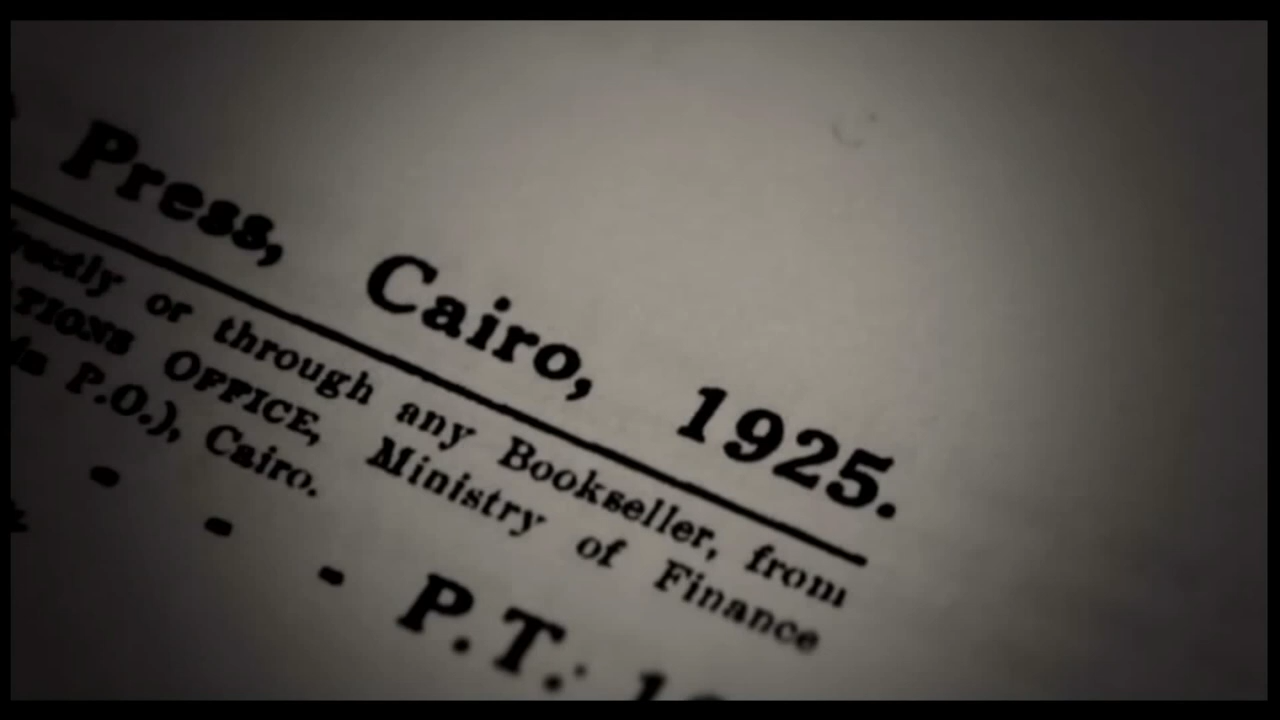 Press, Cairo, 1925.
or through any Bookseller, from
OFFICE, Ministry of Finance
P.O.), Cairo.
- - - P.T.